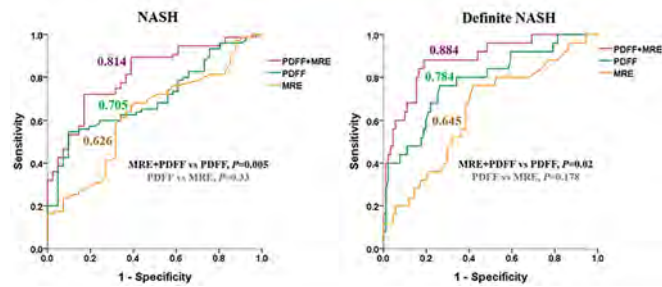 NASH
1.0
0.8
0.6
0.4
0.2
0.0
Sensitivity
0.814
0.705
0.626
PDFF+MRE
PDFF
MRE
MRE+PDFF vs PDFF, P=0.005
PDFF vs MRE, P=0.33
0.0 0.2 0.4 0.6 0.8 1.0
1 - Specificity
Definite NASH
1.0
0.8
0.6
0.4
0.2
0.0
Sensitivity
0.884
0.784
0.645
PDFF+MRE
PDFF
MRE
MRE+PDFF vs PDFF, P=0.02
PDFF vs MRE, P=0.178
0.0 0.2 0.4 0.6 0.8 1.0
1 - Specificity